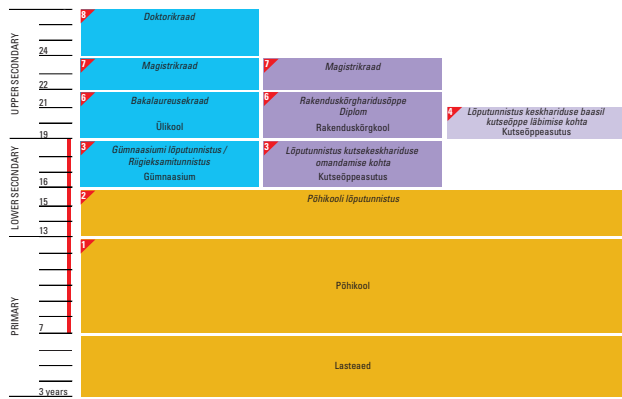 UPPER SECONDARY
LOWER SECONDARY
PRIMARY
24
22
21
19
16
15
13
7
3 years
8
Doktorikraad
7
Magistrikraad
7
Magistrikraad
6
Bakalaureusekraad
Ülikool
6
Rakenduskõrgharidusõppe
Diplom
Rakenduskõrgkool
4
Lõputunnistus keskhariduse baasil
kutseõppe läbimise kohta
Kutseõppeasutus
3
Gümnaasiumi lõputunnistus /
Riigieksamitunnistus
Gümnaasium
3
Lõputunnistus kutsekeskhariduse
omandamise kohta
Kutseõppeasutus
2
Põhikooli lõputunnistus
1
Põhikool
Lasteaed